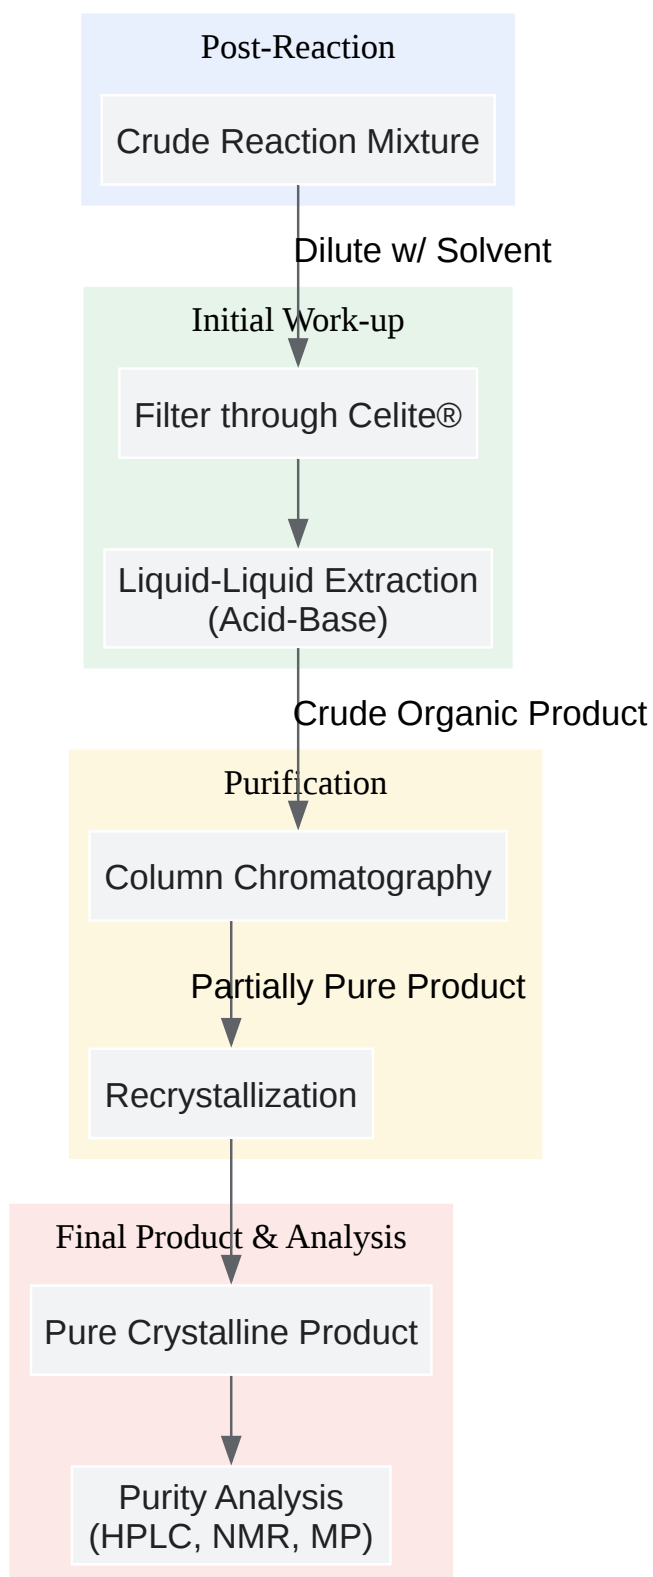 Post-Reaction
Crude Reaction Mixture
Dilute w/ Solvent
Initial Work-up
Filter through Celite®
Liquid-Liquid Extraction
(Acid-Base)
Crude Organic Product
Purification
Column Chromatography
Partially Pure Product
Recrystallization
Final Product & Analysis
Pure Crystalline Product
Purity Analysis
(HPLC, NMR, MP)